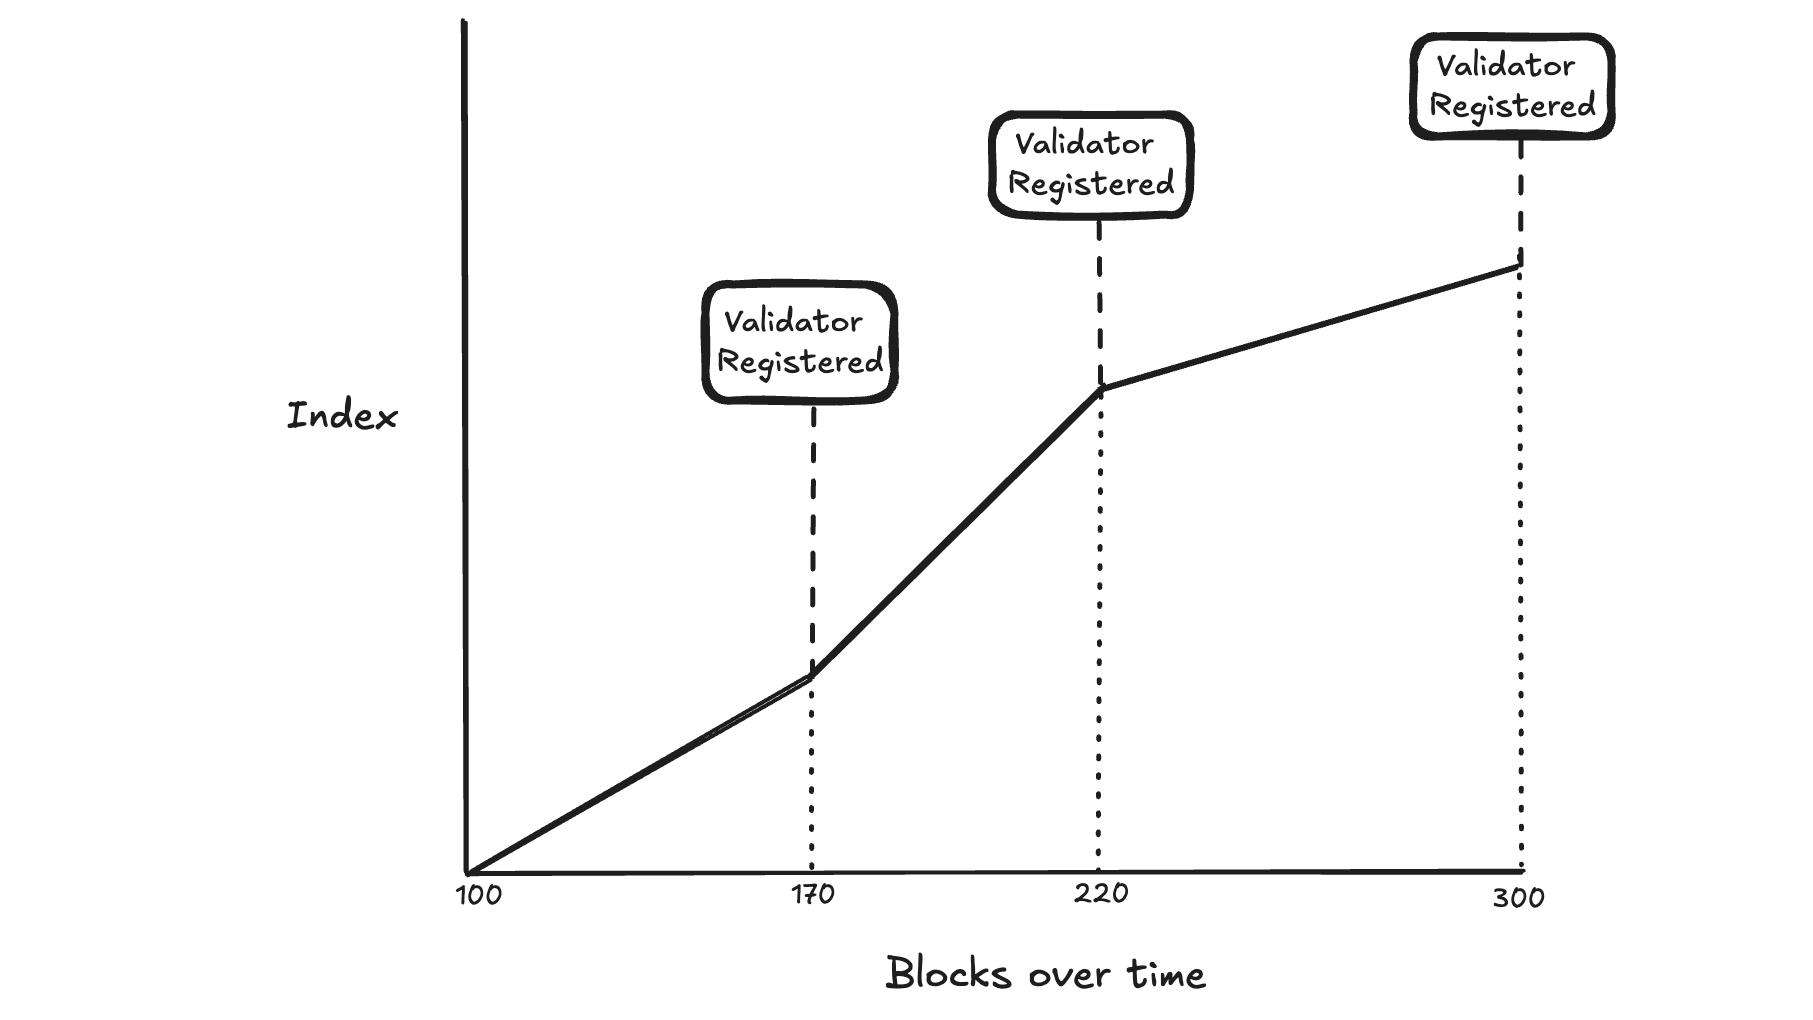 Validator
Registered
Validator
Registered
Validator
Registered
Index
100
170
220
300
Blocks over time